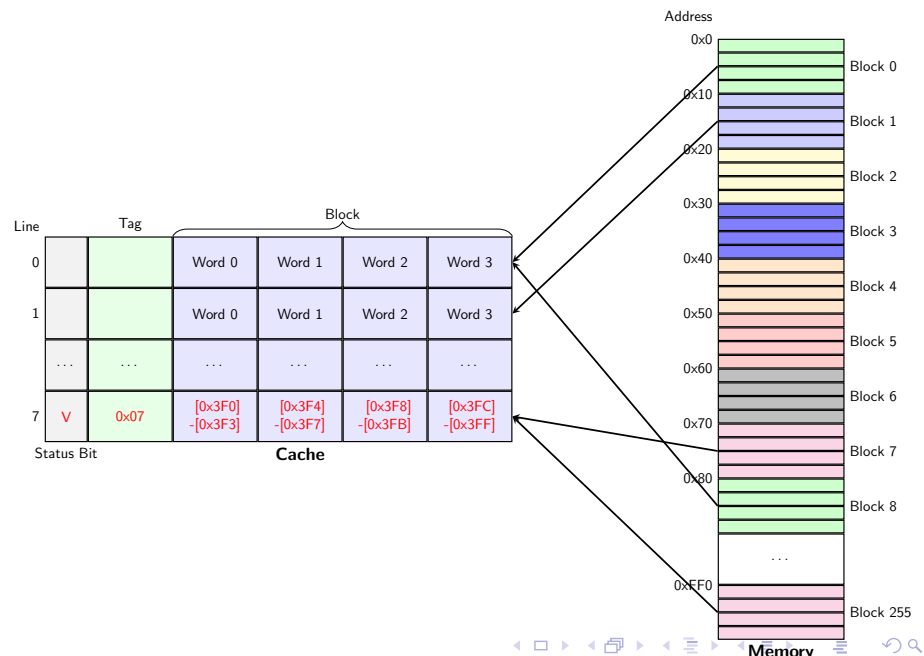 Address
0x0
Block 0
0x10
Block 1
0x20
Block 2
0x30
Block 3
0x40
Block 4
0x50
Block 5
0x60
Block 6
0x70
Block 7
0x80
Block 8
...
0xFF0
Block 255
Memory
Block
Line Tag
0 Word 0 Word 1 Word 2 Word 3
1 Word 0 Word 1 Word 2 Word 3
... ... ... ... ... ...
7 V 0x07 [0x3F0] [0x3F4] [0x3F8] [0x3FC]
-[0x3F3] -[0x3F7] -[0x3FB] -[0x3FF]
Status Bit Cache